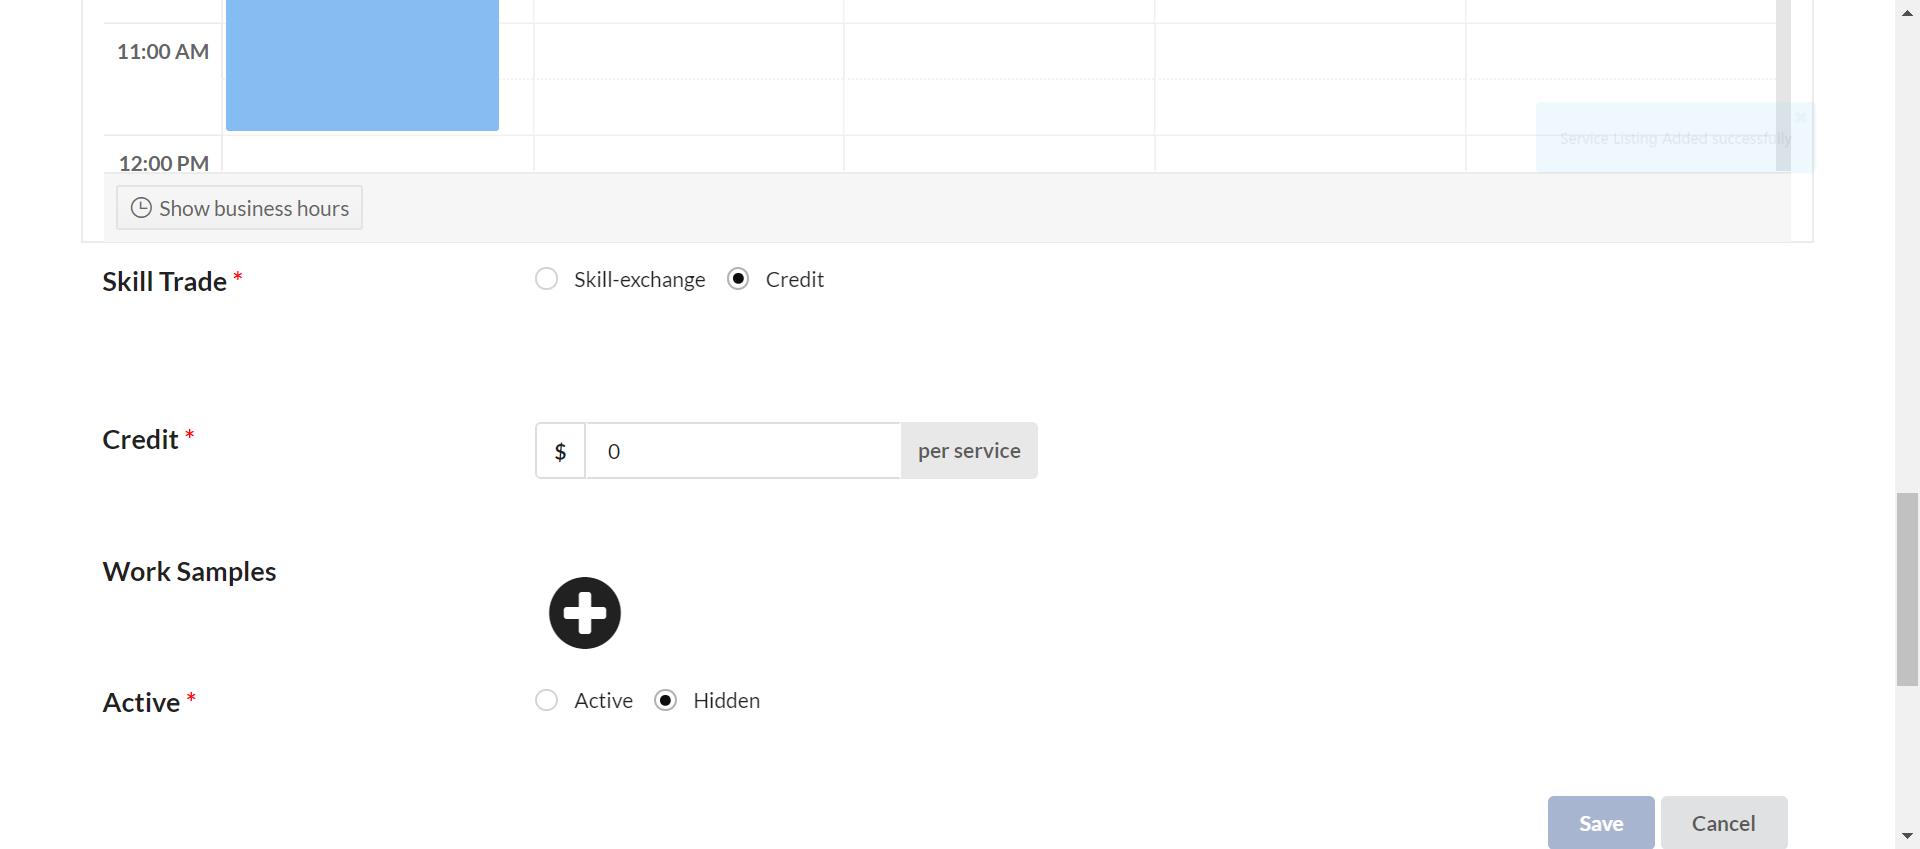 11:00 AM
Service Listing Added successfully
12:00 PM
Show business hours
Skill Trade *
Skill-exchange
Credit
Credit *
$
0
per service
Work Samples
Active *
Active
Hidden
Save
Cancel